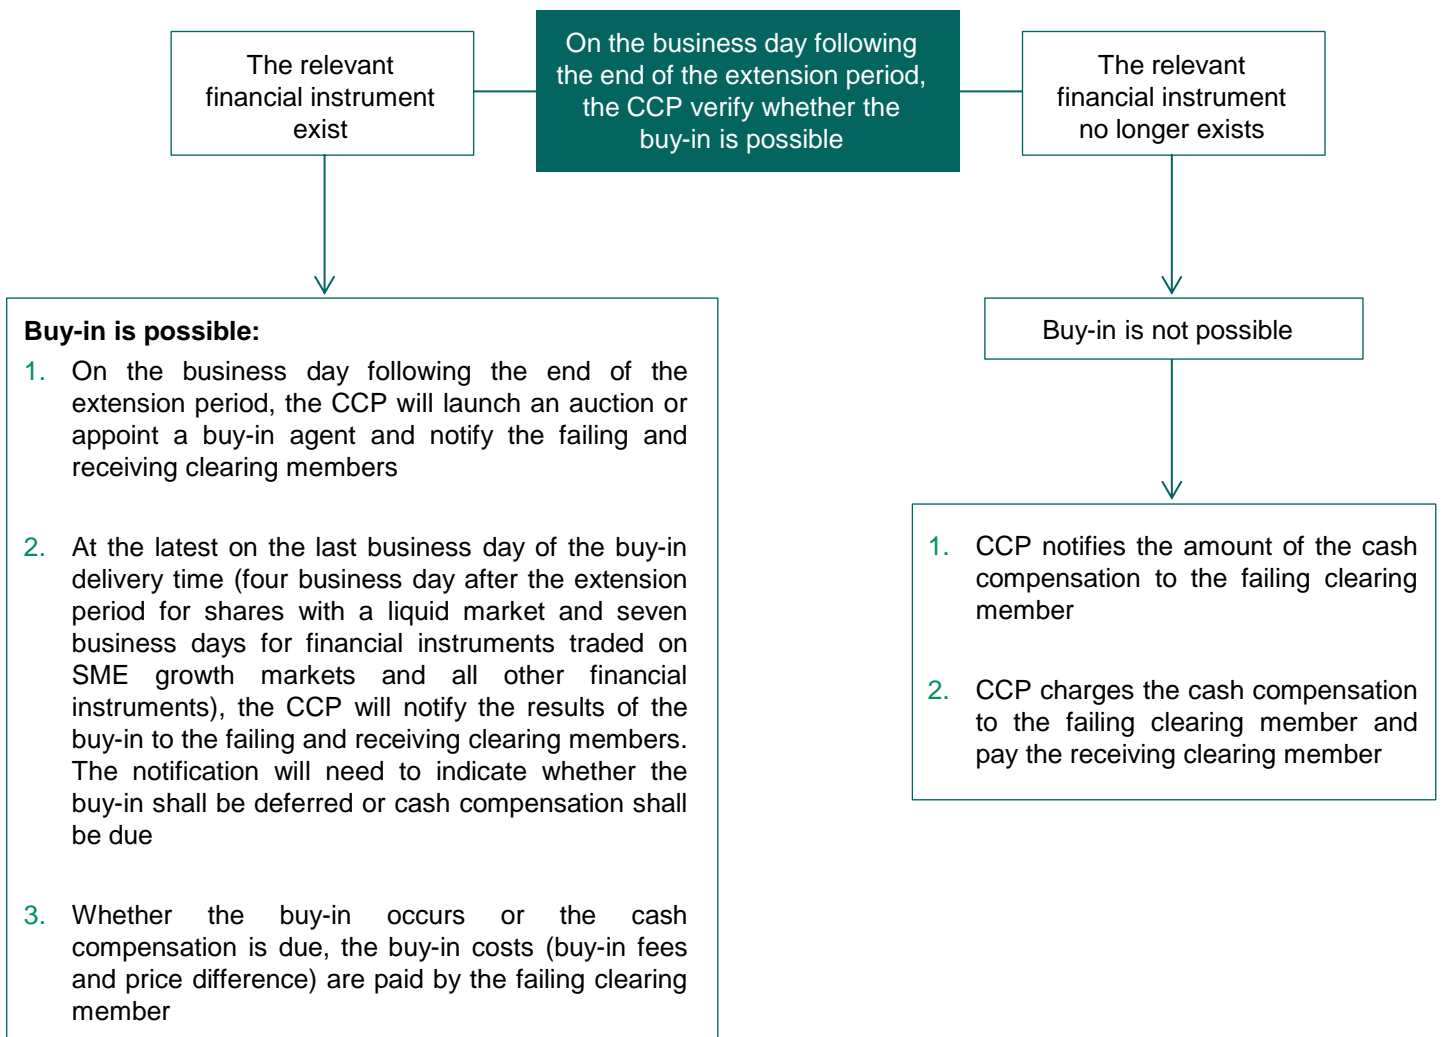 The relevant
financial instrument
exist
On the business day following
the end of the extension period,
the CCP verify whether the
buy-in is possible
The relevant
financial instrument
no longer exists
Buy-in is possible:
1. On the business day following the end of the
extension period, the CCP will launch an auction or
appoint a buy-in agent and notify the failing and
receiving clearing members
2. At the latest on the last business day of the buy-in
delivery time (four business day after the extension
period for shares with a liquid market and seven
business days for financial instruments traded on
SME growth markets and all other financial
instruments), the CCP will notify the results of the
buy-in to the failing and receiving clearing members.
The notification will need to indicate whether the
buy-in shall be deferred or cash compensation shall
be due
3. Whether the buy-in occurs or the cash
compensation is due, the buy-in costs (buy-in fees
and price difference) are paid by the failing clearing
member
Buy-in is not possible
1. CCP notifies the amount of the cash
compensation to the failing clearing
member
2. CCP charges the cash compensation
to the failing clearing member and
pay the receiving clearing member